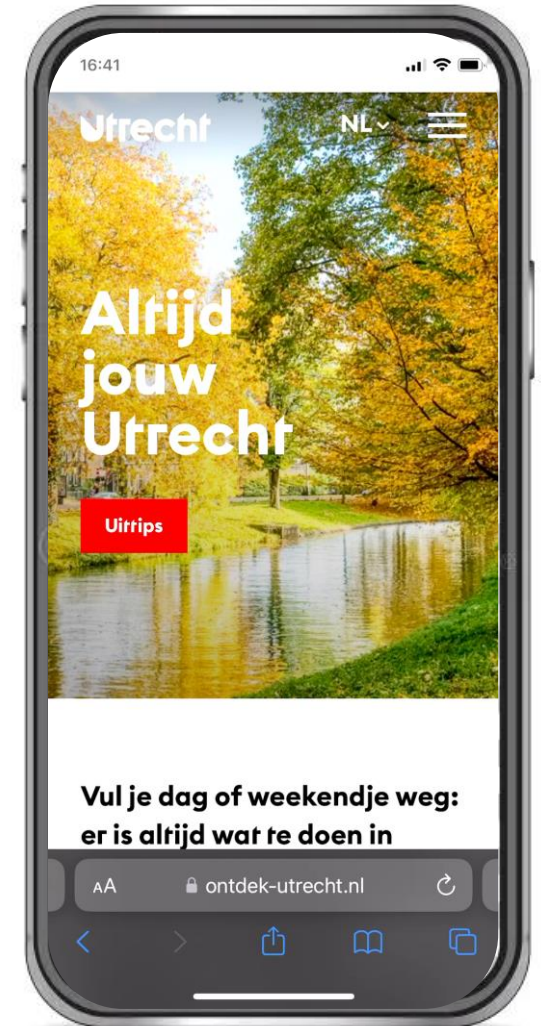 16:41
Utrecht
NL
Altijd
jouw
Utrecht
Uittips
Vul je dag of weekendje weg:
er is altijd wat te doen in
AA
ontdek-utrecht.nl